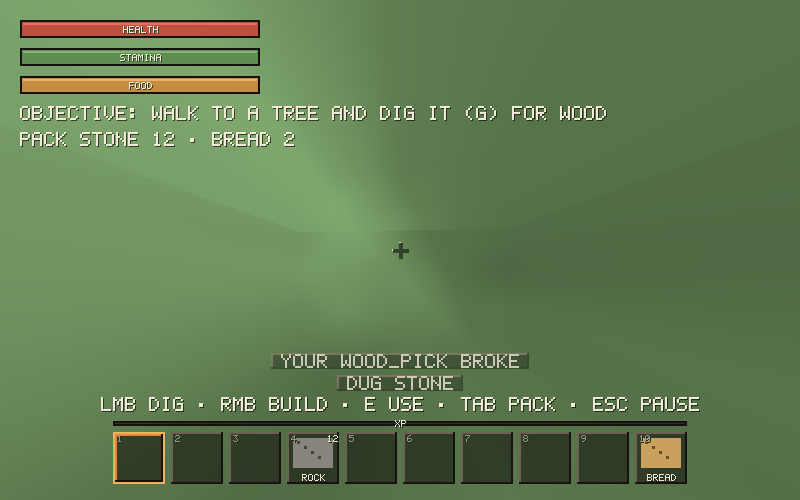 HEALTH
STAMINA
FOOD
OBJECTIVE: WALK TO A TREE AND DIG IT (G) FOR WOOD
PACK STONE 12 · BREAD 2
YOUR WOOD_PICK BROKE
DUG STONE
LMB DIG · RMB BUILD · E USE · TAB PACK · ESC PAUSE
XP
1 2 3 4 12 5 6 7 8 9 10
ROCK BREAD